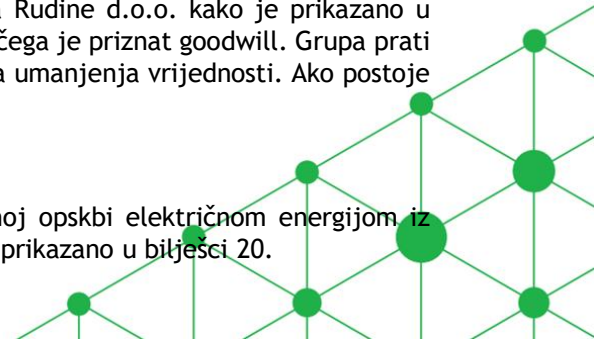 Rudine d.o.o. kako je prikazano u
čega je priznat goodwill. Grupa prati
umanjenja vrijednosti. Ako postoje
opskbi električnom energijom iz
prikazano u bilješci 20.